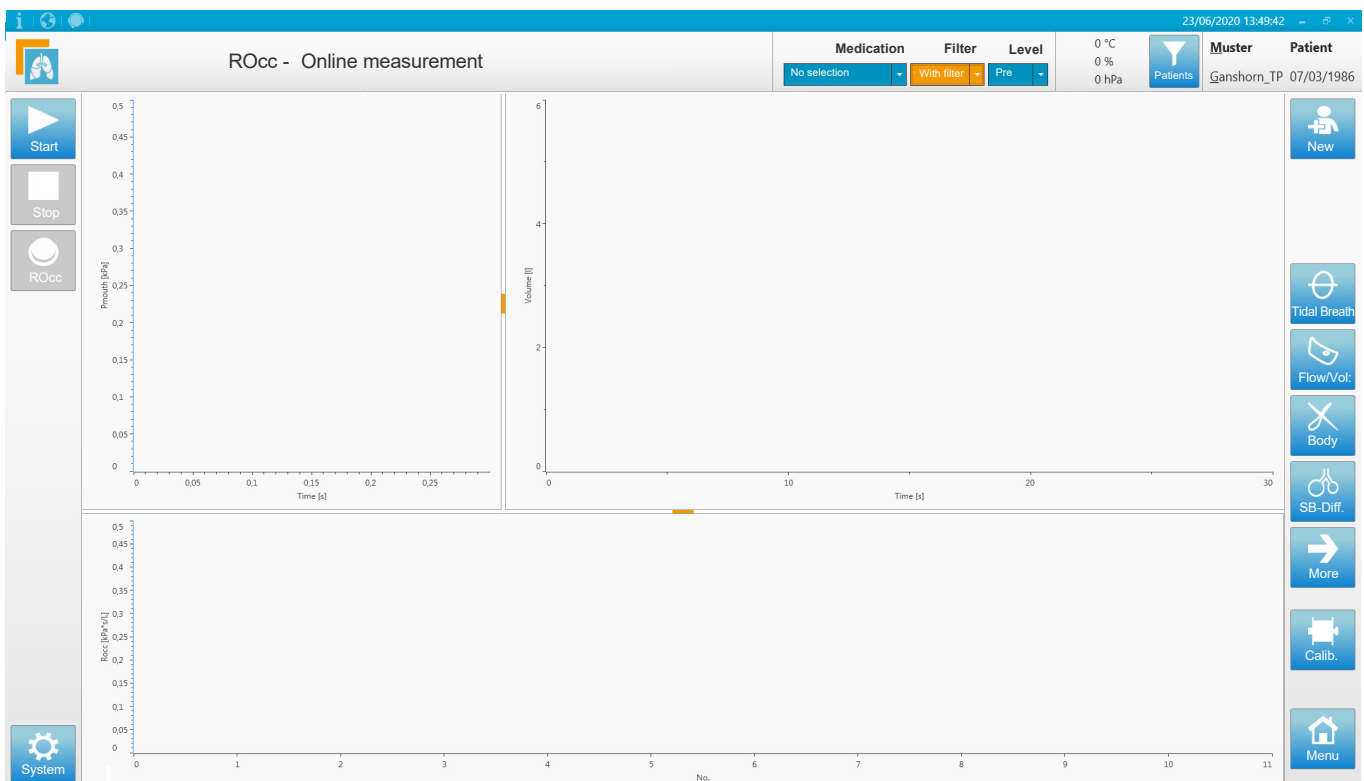 23/06/2020 13:49:42
ROcc - Online measurement
Medication Filter Level
No selection With filter Pre
0 °C
0 %
0 hPa
Patients
Muster Patient
Ganshorn_TP 07/03/1986
Start
Stop
ROcc
System
0,5
0,45
0,4
0,35
0,3
0,25
0,2
0,15
0,1
0,05
0
Pmouth [kPa]
0 0,05 0,1 0,15 0,2 0,25
Time [s]
6
4
2
0
Volume [l]
0 10 20 30
Time [s]
0,5
0,45
0,4
0,35
0,3
0,25
0,2
0,15
0,1
0,05
0
Rocc [kPa*s/L]
0 1 2 3 4 5 6 7 8 9 10 11
No.
New
Tidal Breath
Flow/Vol:
Body
SB-Diff.
More
Calib.
Menu